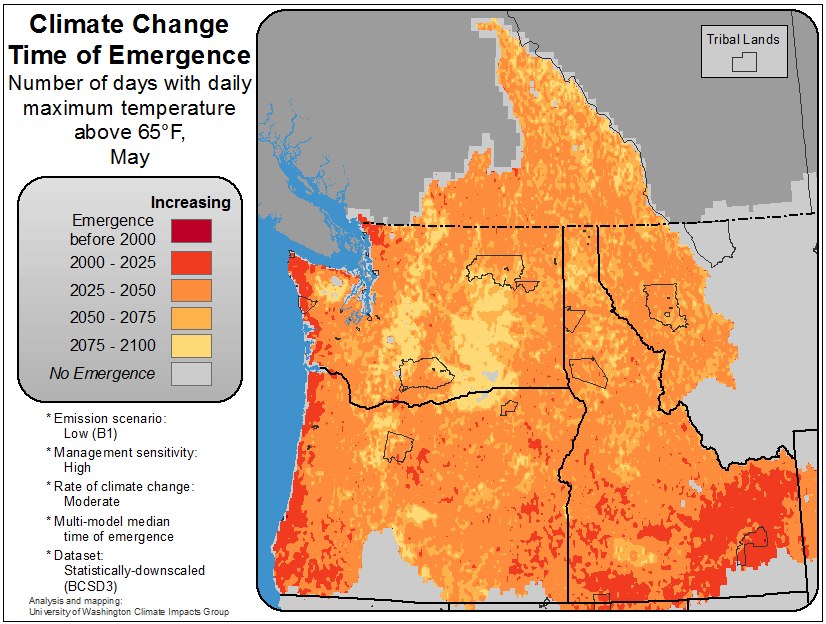 Climate Change
Time of Emergence
Number of days with daily
maximum temperature
above 65°F,
May
Increasing
Emergence
before 2000
2000 - 2025
2025 - 2050
2050 - 2075
2075 - 2100
No Emergence
* Emission scenario:
Low (B1)
* Management sensitivity:
High
* Rate of climate change:
Moderate
* Multi-model median
time of emergence
* Dataset:
Statistically-downscaled
(BCSD3)
Analysis and mapping:
University of Washington Climate Impacts Group
Tribal Lands